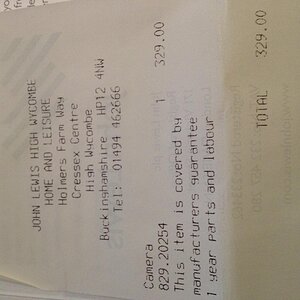 JOHN LEWIS HIGH WYCOMBE
HOME AND LEISURE
Holmers Farm Way
Cressex Centre
High Wycombe
Buckinghamshire HP12 4NW
Tel: 01494 462666
Camera
829.20254 1 329.00
This item is covered by
manufacturers guarantee
1 year parts and labour
TOTAL 329.00